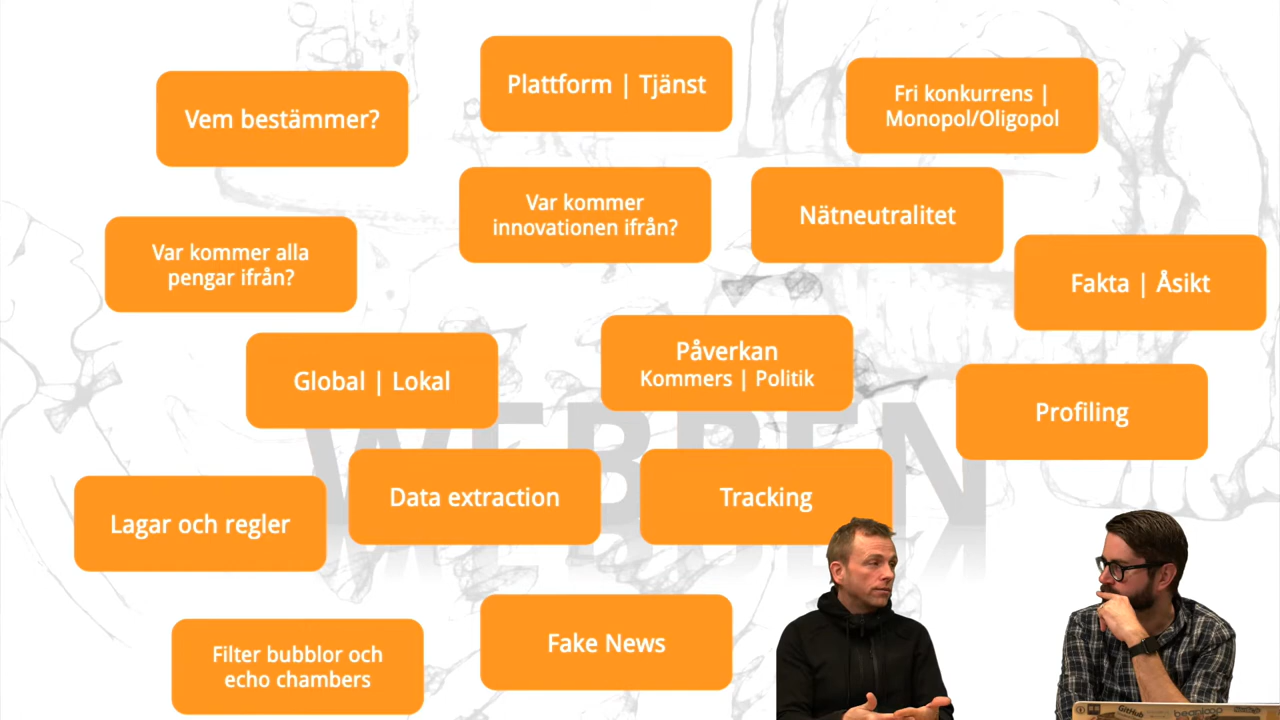 Plattform | Tjänst
Vem bestämmer?
Fri konkurrens |
Monopol/Oligopol
Var kommer
innovationen ifrån?
Nätneutralitet
Var kommer alla
pengar ifrån?
Fakta | Åsikt
Påverkan
Kommers | Politik
Global | Lokal
Profiling
WEBBEN
Data extraction
Tracking
Lagar och regler
Fake News
Filter bubblor och
echo chambers
GitHub